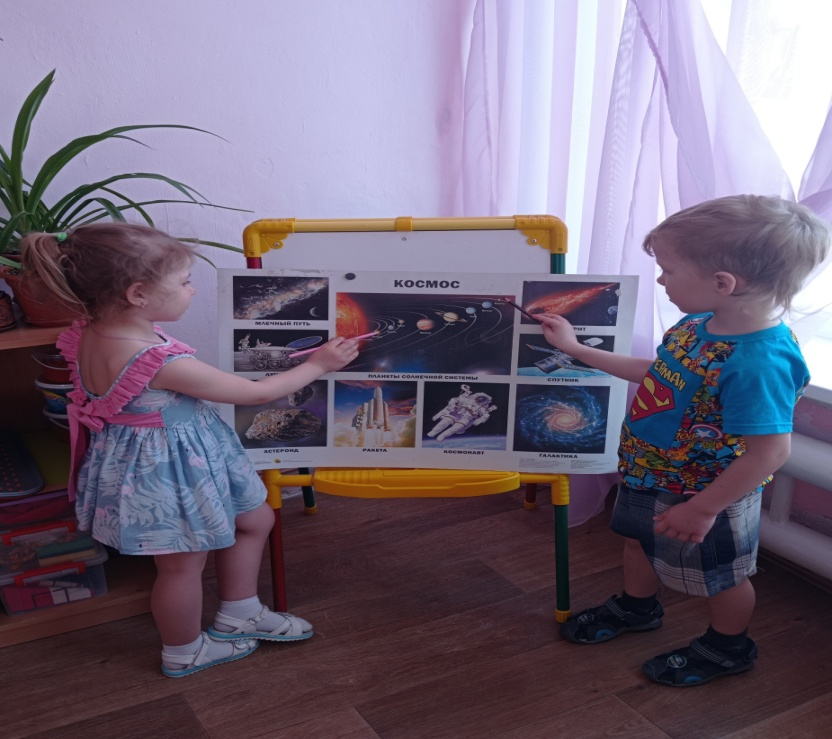 КОСМОС
МЛЕЧНЫЙ ПУТЬ
ПЛАНЕТЫ СОЛНЕЧНОЙ СИСТЕМЫ
СПУТНИК
АСТЕРОИД
РАКЕТА
КОСМОНАВТ
ГАЛАКТИКА